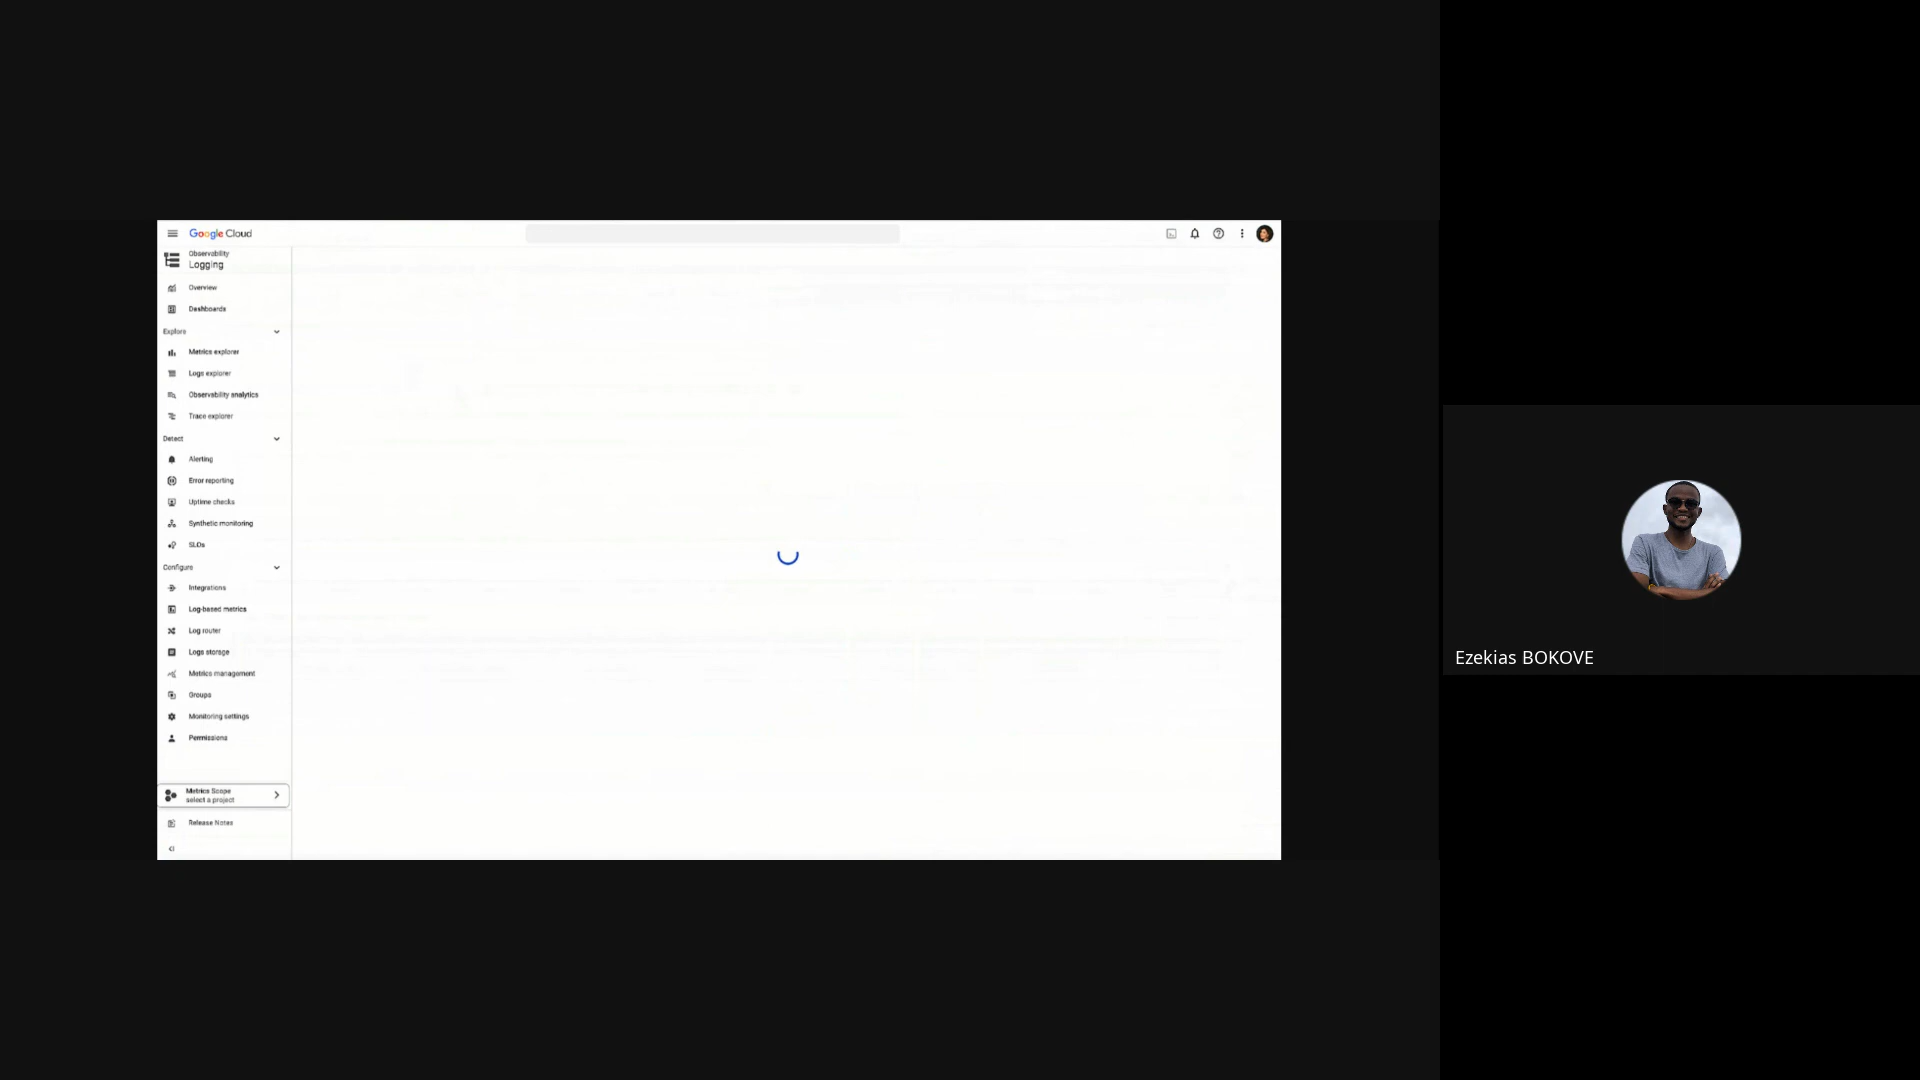 Google Cloud
Observability
Logging
Overview
Dashboards
Explore
Metrics explorer
Logs explorer
Observability analytics
Trace explorer
Detect
Alerting
Error reporting
Uptime checks
Synthetic monitoring
SLOs
Configure
Integrations
Log-based metrics
Log router
Logs storage
Metrics management
Groups
Monitoring settings
Permissions
Metrics Scope
select a project
Release Notes
Ezekias BOKOVE